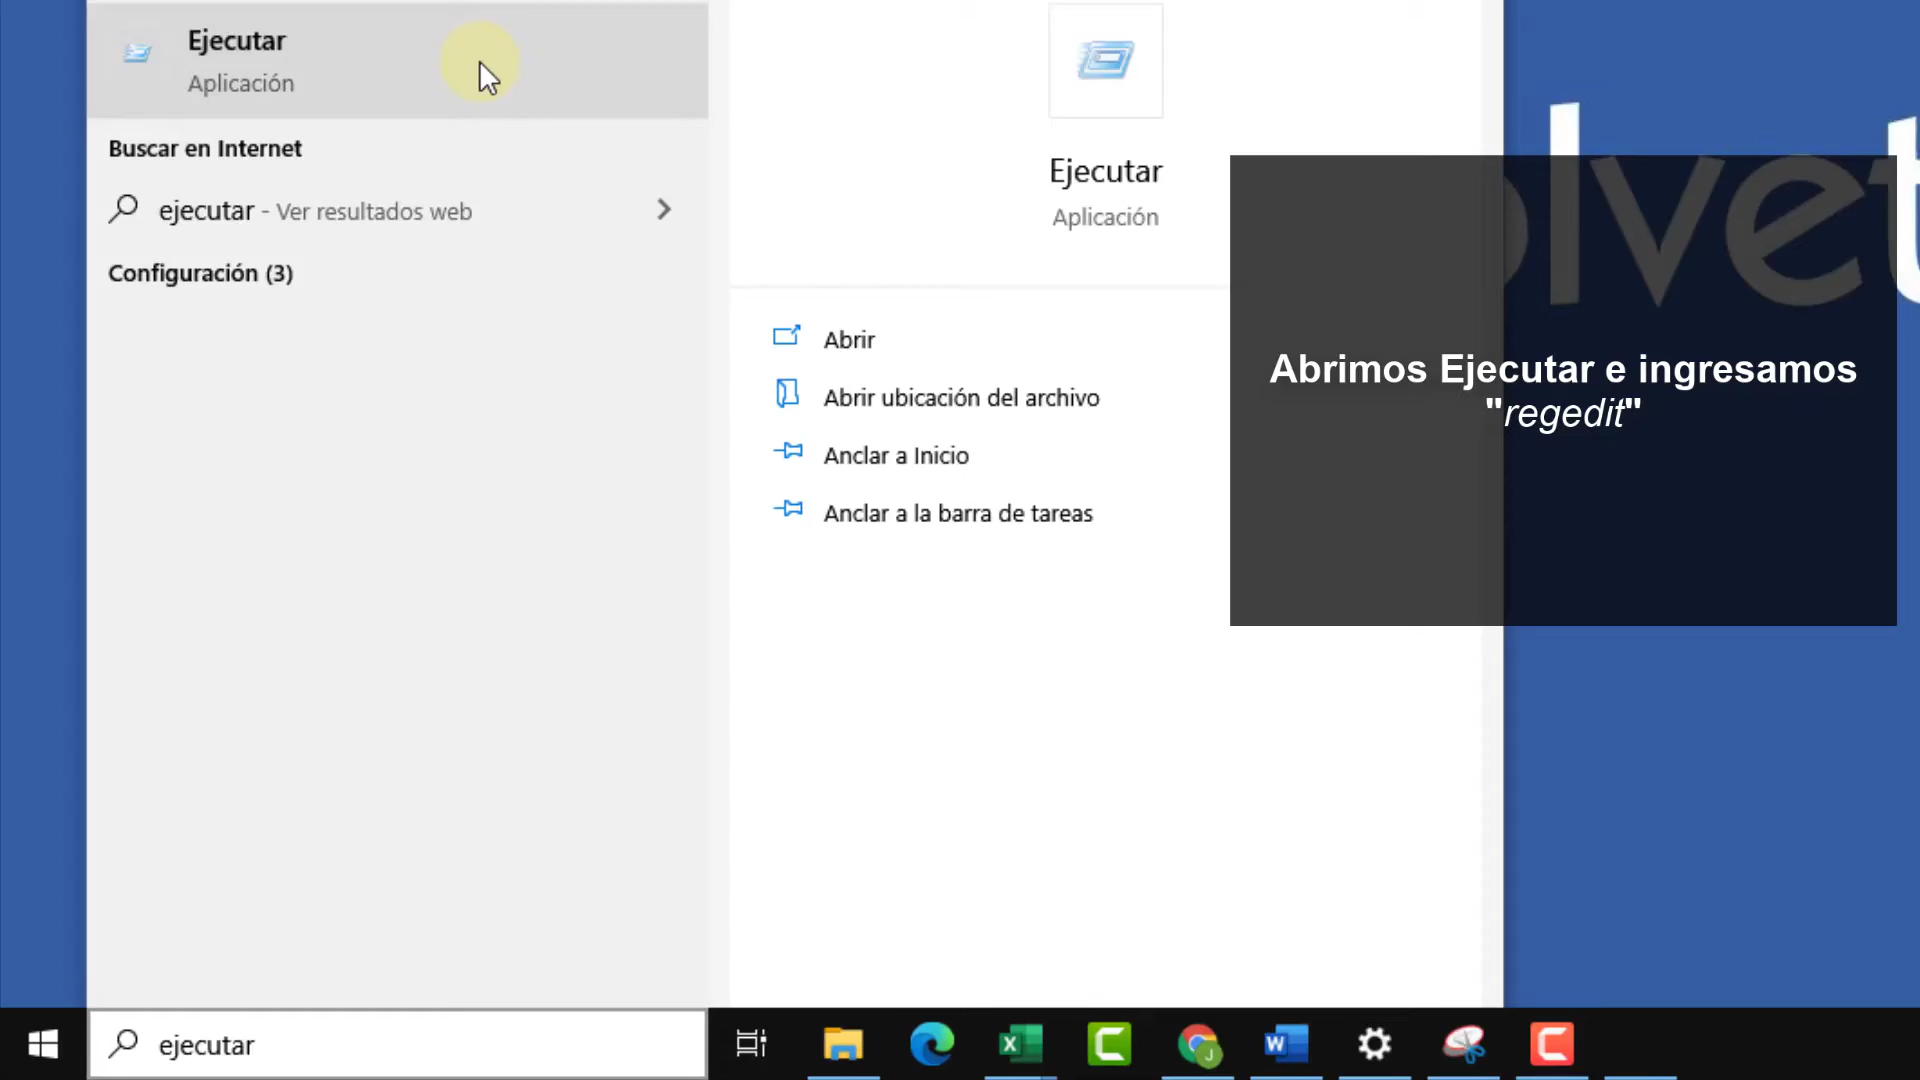 Ejecutar
Aplicación
Buscar en Internet
ejecutar - Ver resultados web
Configuración (3)
Ejecutar
Aplicación
Abrir
Abrir ubicación del archivo
Anclar a Inicio
Anclar a la barra de tareas
Abrimos Ejecutar e ingresamos
"regedit"
ejecutar